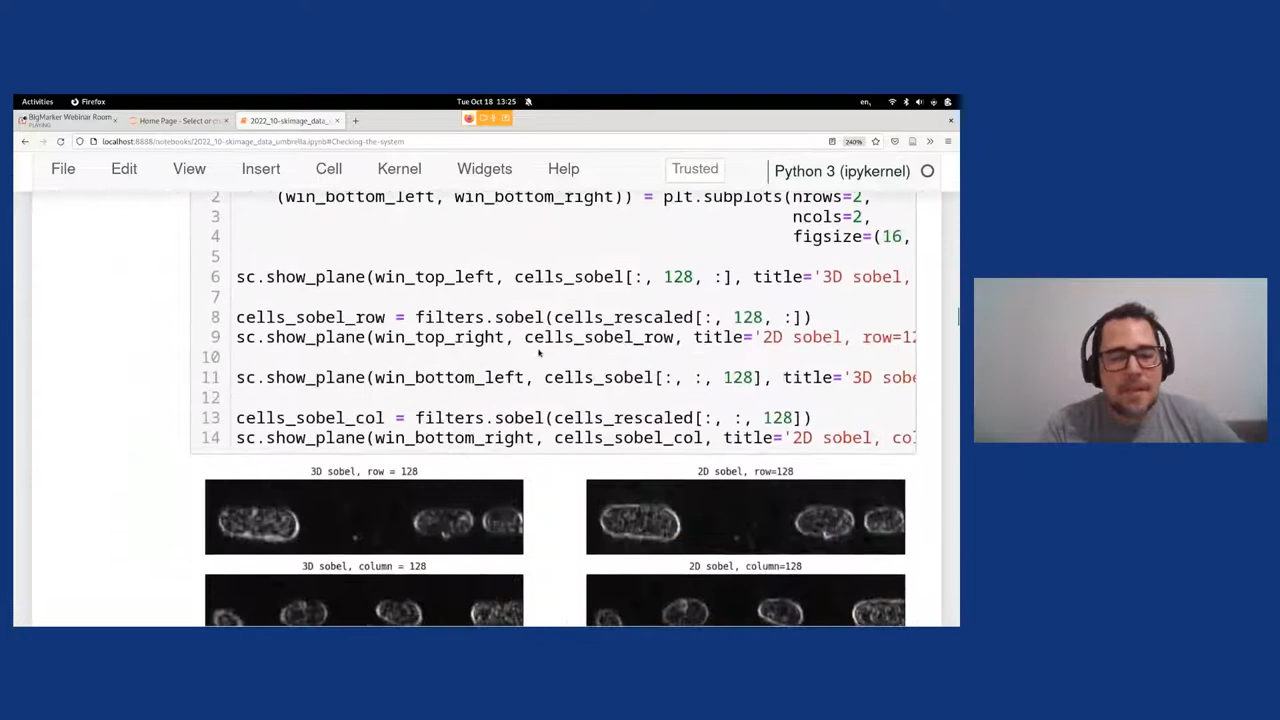 Activities
Firefox
Tue Oct 18 13:25
en,
BigMarker Webinar Room
PLAYING
Home Page - Select or cr
2022_10-skimage_data_
localhost:8888/notebooks/2022_10-skimage_data_umbrella.ipynb#Checking-the-system
240%
File Edit View Insert Cell Kernel Widgets Help
Trusted
Python 3 (ipykernel)
2 (win_bottom_left, win_bottom_right)) = plt.subplots(nrows=2,
3 ncols=2,
4 figsize=(16,
5
6 sc.show_plane(win_top_left, cells_sobel[:, 128, :], title='3D sobel,
7
8 cells_sobel_row = filters.sobel(cells_rescaled[:, 128, :])
9 sc.show_plane(win_top_right, cells_sobel_row, title='2D sobel, row=12
10
11 sc.show_plane(win_bottom_left, cells_sobel[:, :, 128], title='3D sobe
12
13 cells_sobel_col = filters.sobel(cells_rescaled[:, :, 128])
14 sc.show_plane(win_bottom_right, cells_sobel_col, title='2D sobel, col
3D sobel, row = 128
2D sobel, row=128
3D sobel, column = 128
2D sobel, column=128